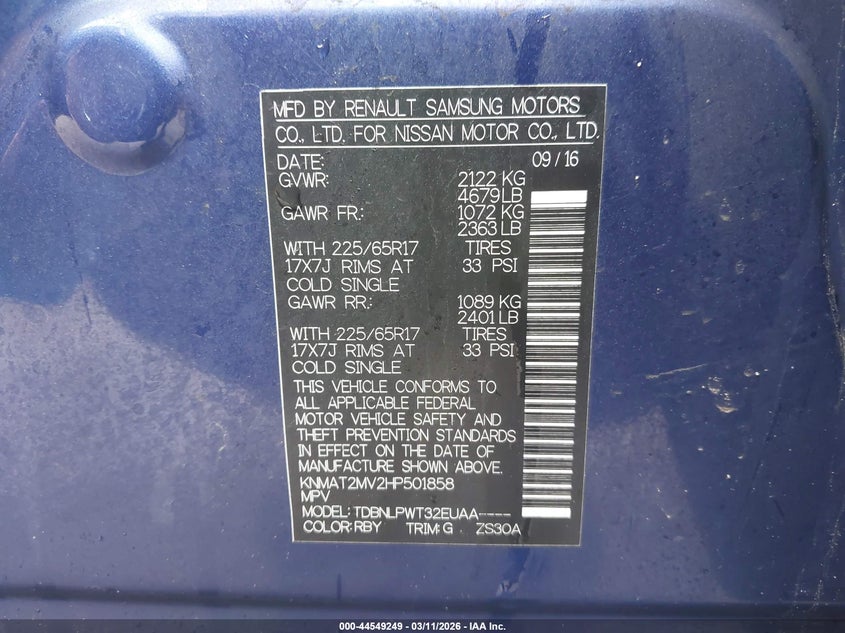 MFD BY RENAULT SAMSUNG MOTORS
CO., LTD. FOR NISSAN MOTOR CO., LTD.
DATE: 09 / 16
GVWR: 2122 KG
4679 LB
GAWR FR.: 1072 KG
2363 LB
WITH 225/65R17 TIRES
17X7J RIMS AT 33 PSI
COLD SINGLE
GAWR RR.: 1089 KG
2401 LB
WITH 225/65R17 TIRES
17X7J RIMS AT 33 PSI
COLD SINGLE
THIS VEHICLE CONFORMS TO
ALL APPLICABLE FEDERAL
MOTOR VEHICLE SAFETY AND
THEFT PREVENTION STANDARDS
IN EFFECT ON THE DATE OF
MANUFACTURE SHOWN ABOVE.
KNMAT2MV2HP501858
MPV
MODEL: TDBNLPWT32EUAA----
COLOR: RBY TRIM: G ZS30A
000-44549249 - 03/11/2026 - IAA Inc.